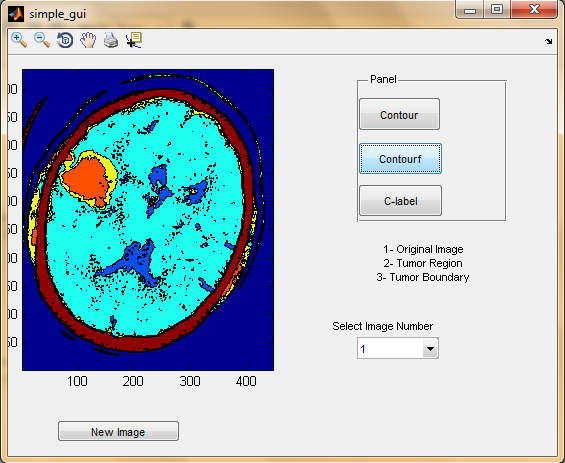 simple_gui
Panel
Contour
Contourf
C-label
1- Original Image
2- Tumor Region
3- Tumor Boundary
Select Image Number
1
100 200 300 400
New Image